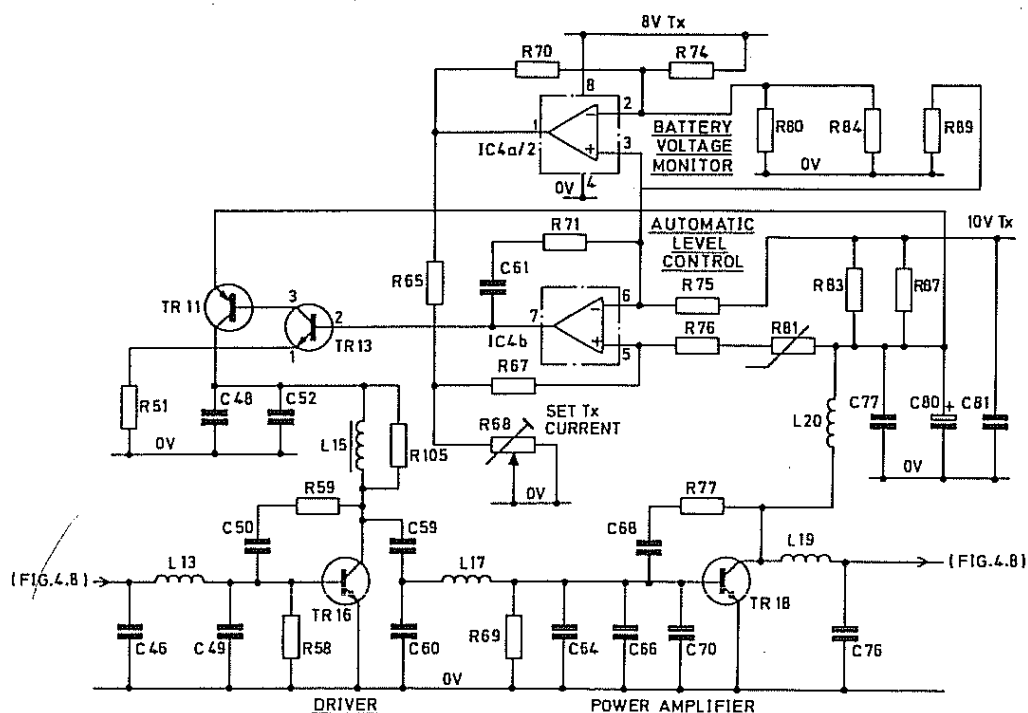 8V Tx
R70
R74
8
2
1
IC4a/2
3
4
0V
BATTERY
VOLTAGE
MONITOR
R80
R84
R89
0V
10V Tx
R71
AUTOMATIC
LEVEL
CONTROL
C61
R65
R75
R83
R87
TR11
3
2
1
TR13
7
6
5
IC4b
R76
R81
R67
R51
C48
C52
SET Tx
CURRENT
R68
0V
L20
C77
C80
+
C81
0V
0V
L15
R105
R59
R77
C50
C59
C68
L19
(FIG.4.8)
L13
L17
(FIG.4.8)
TR16
TR18
C46
C49
R58
C60
R69
C64
C66
C70
C76
0V
DRIVER
POWER AMPLIFIER